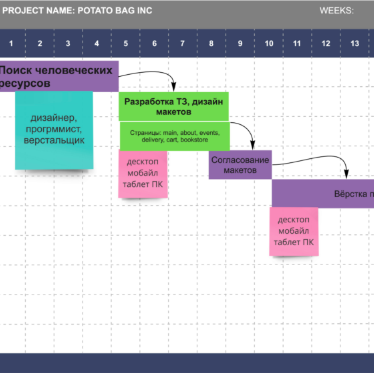 PROJECT NAME: POTATO BAG INC
WEEKS:
1 2 3 4 5 6 7 8 9 10 11 12 13
Поиск человеческих
ресурсов
дизайнер,
прогрммист,
верстальщик
Разработка ТЗ, дизайн
макетов
Страницы: main, about, events,
delivery, cart, bookstore
десктоп
мобайл
таблет ПК
Согласование
макетов
Вёрстка п
десктоп
мобайл
таблет ПК